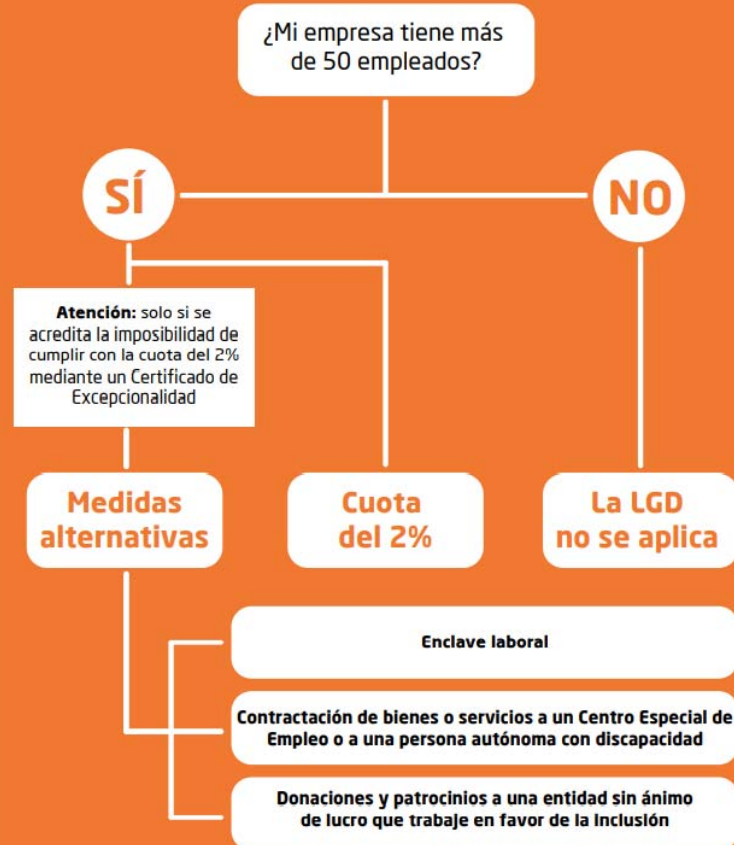 ¿Mi empresa tiene más
de 50 empleados?
SÍ
NO
Atención: solo si se
acredita la imposibilidad de
cumplir con la cuota del 2%
mediante un Certificado de
Excepcionalidad
Medidas
alternativas
Cuota
del 2%
La LGD
no se aplica
Enclave laboral
Contractación de bienes o servicios a un Centro Especial de
Empleo o a una persona autónoma con discapacidad
Donaciones y patrocinios a una entidad sin ánimo
de lucro que trabaje en favor de la Inclusión